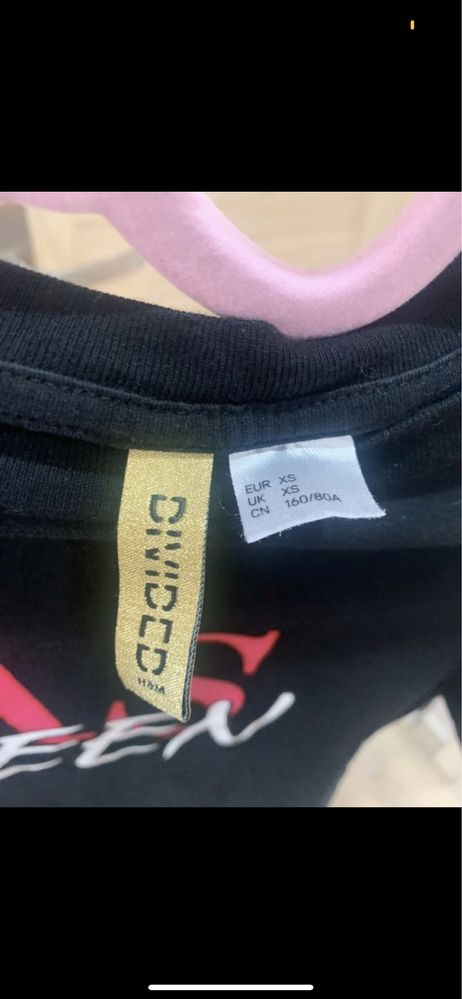 DIVIDED
H&M
EUR XS
UK XS
CN 160/80A
S
EEN